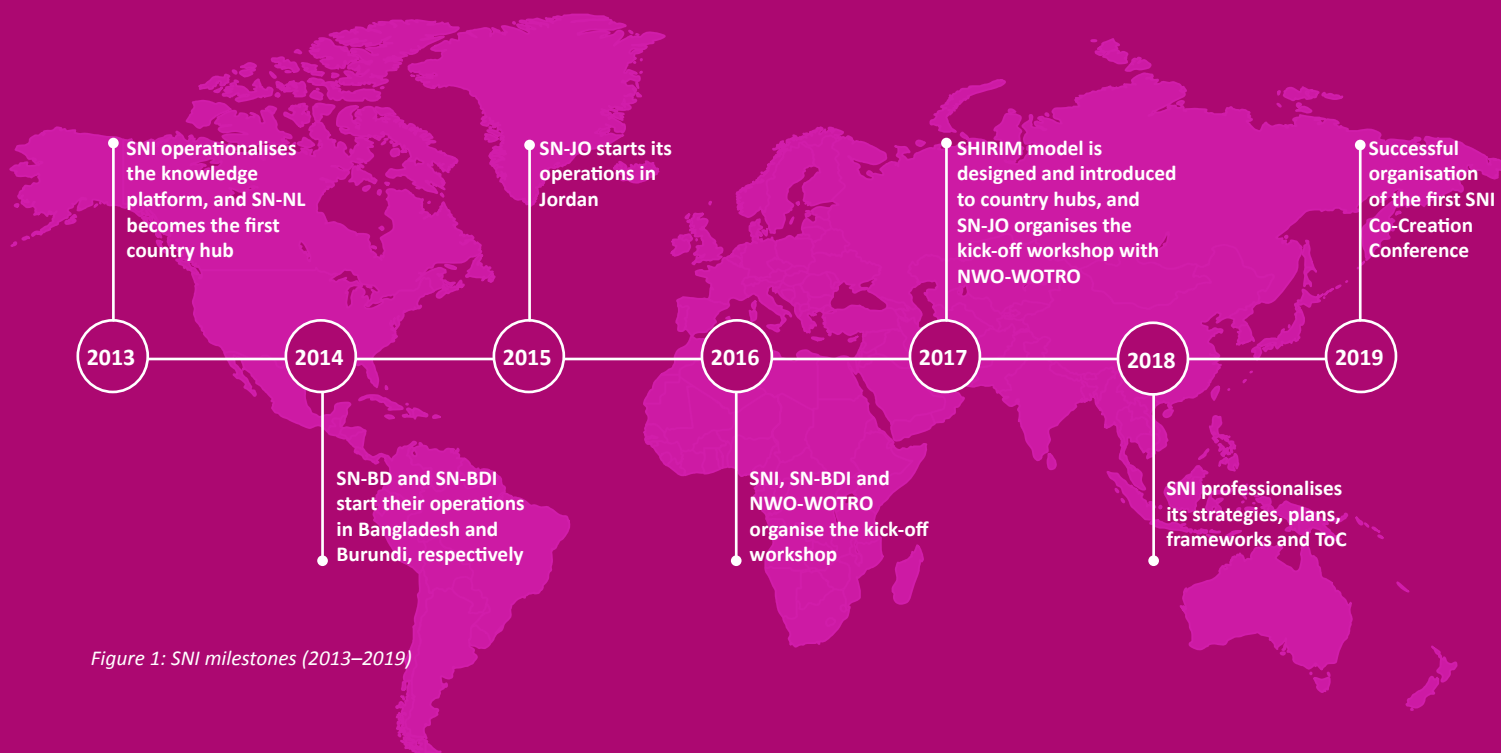 SNI operationalises
the knowledge
platform, and SN-NL
becomes the first
country hub
SN-JO starts its
operations in
Jordan
SHIRIM model is
designed and introduced
to country hubs, and
SN-JO organises the
kick-off workshop with
NWO-WOTRO
Successful
organisation
of the first SNI
Co-Creation
Conference
2013
2014
2015
2016
2017
2018
2019
SN-BD and SN-BDI
start their operations
in Bangladesh and
Burundi, respectively
SNI, SN-BDI and
NWO-WOTRO
organise the kick-off
workshop
SNI professionalises
its strategies, plans,
frameworks and ToC
Figure 1: SNI milestones (2013–2019)